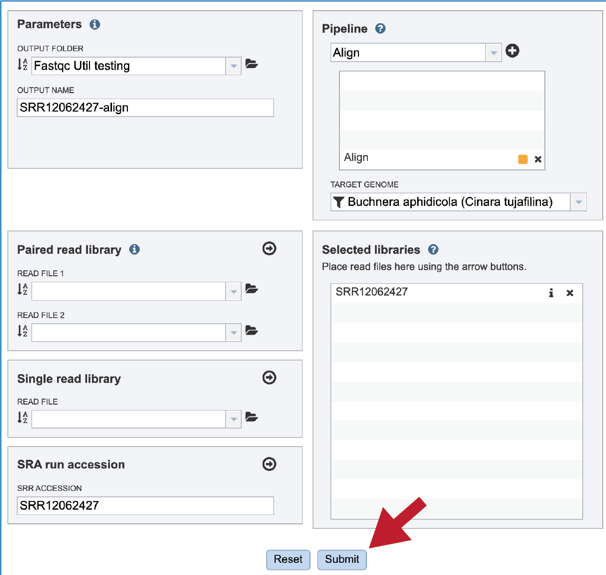 Parameters
OUTPUT FOLDER
Fastqc Util testing
OUTPUT NAME
SRR12062427-align
Pipeline
Align
Align
TARGET GENOME
Buchnera aphidicola (Cinara tujafilina)
Paired read library
READ FILE 1
READ FILE 2
Single read library
READ FILE
SRA run accession
SRR ACCESSION
SRR12062427
Selected libraries
Place read files here using the arrow buttons.
SRR12062427
Reset
Submit